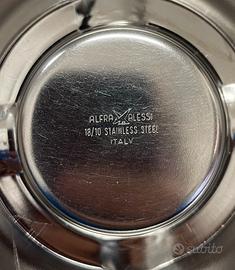 ALFRA ALESSI
18/10 STAINLESS STEEL
ITALY
subito